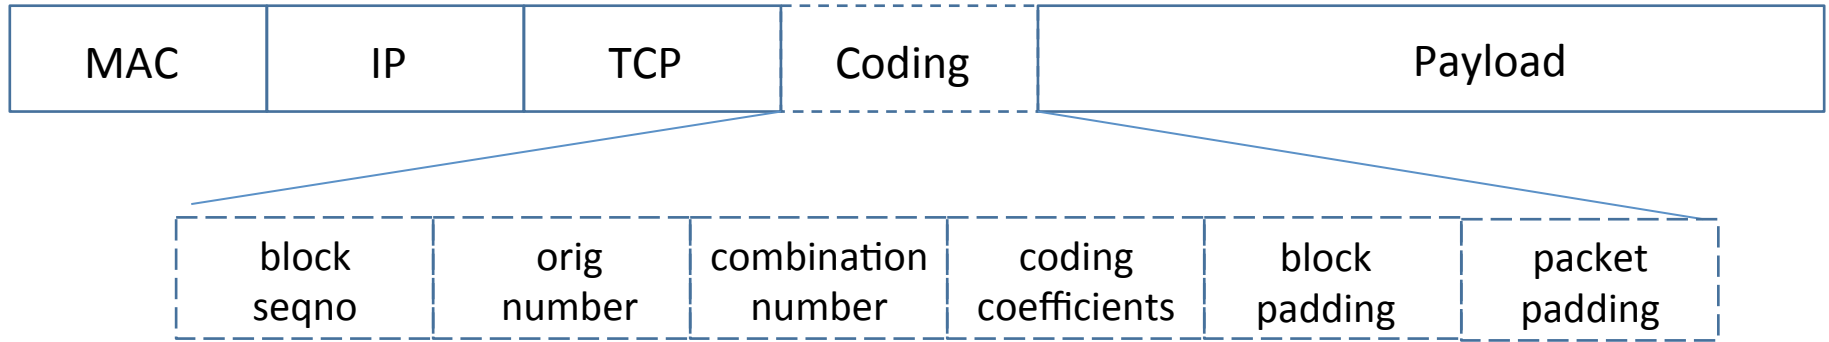 MAC IP TCP Coding Payload
block orig combination coding block packet
seqno number number coefficients padding padding